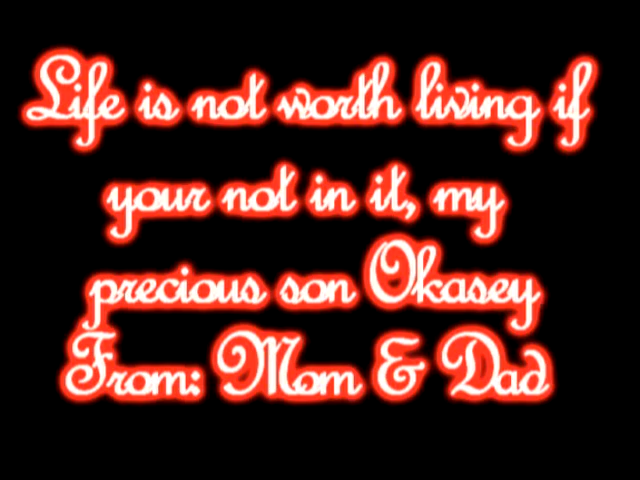 Life is not worth living if
your not in it, my
precious son Okasey
From: Mom & Dad